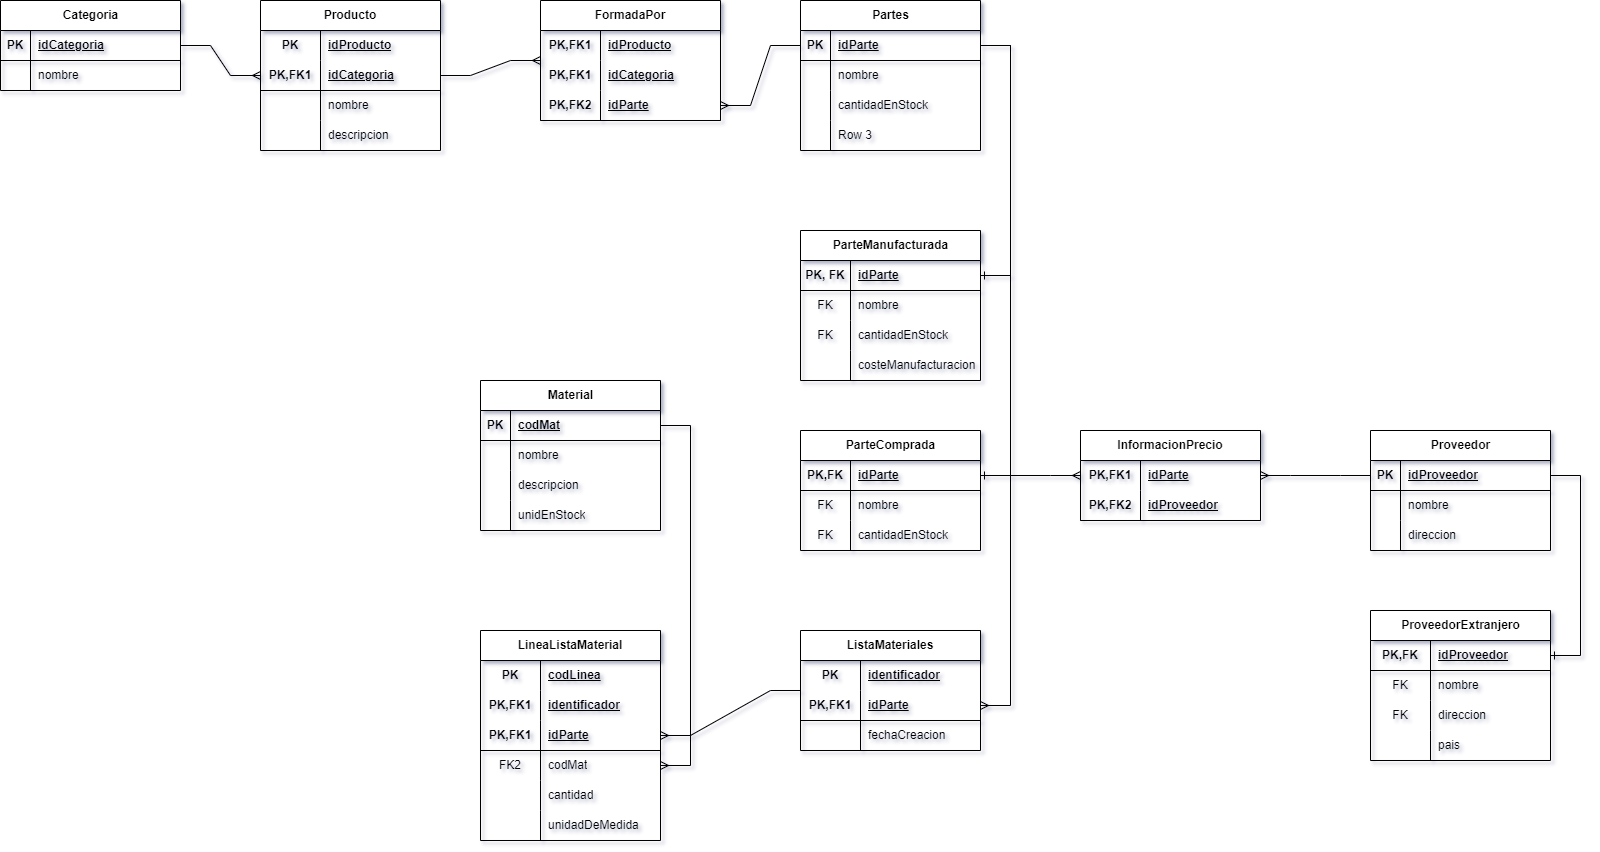 Categoria
PK idCategoria
nombre
Producto
PK idProducto
PK,FK1 idCategoria
nombre
descripcion
FormadaPor
PK,FK1 idProducto
PK,FK1 idCategoria
PK,FK2 idParte
Partes
PK idParte
nombre
cantidadEnStock
Row 3
ParteManufacturada
PK, FK idParte
FK nombre
FK cantidadEnStock
costeManufacturacion
Material
PK codMat
nombre
descripcion
unidEnStock
ParteComprada
PK,FK idParte
FK nombre
FK cantidadEnStock
InformacionPrecio
PK,FK1 idParte
PK,FK2 idProveedor
Proveedor
PK idProveedor
nombre
direccion
LineaListaMaterial
PK codLinea
PK,FK1 identificador
PK,FK1 idParte
FK2 codMat
cantidad
unidadDeMedida
ListaMateriales
PK identificador
PK,FK1 idParte
fechaCreacion
ProveedorExtranjero
PK,FK idProveedor
FK nombre
FK direccion
pais